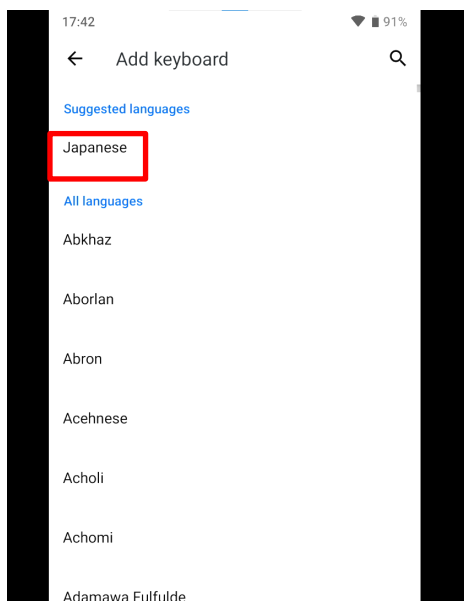 17:42
91%
Add keyboard
Suggested languages
Japanese
All languages
Abkhaz
Aborlan
Abron
Acehnese
Acholi
Achomi
Adamawa Fulfulde